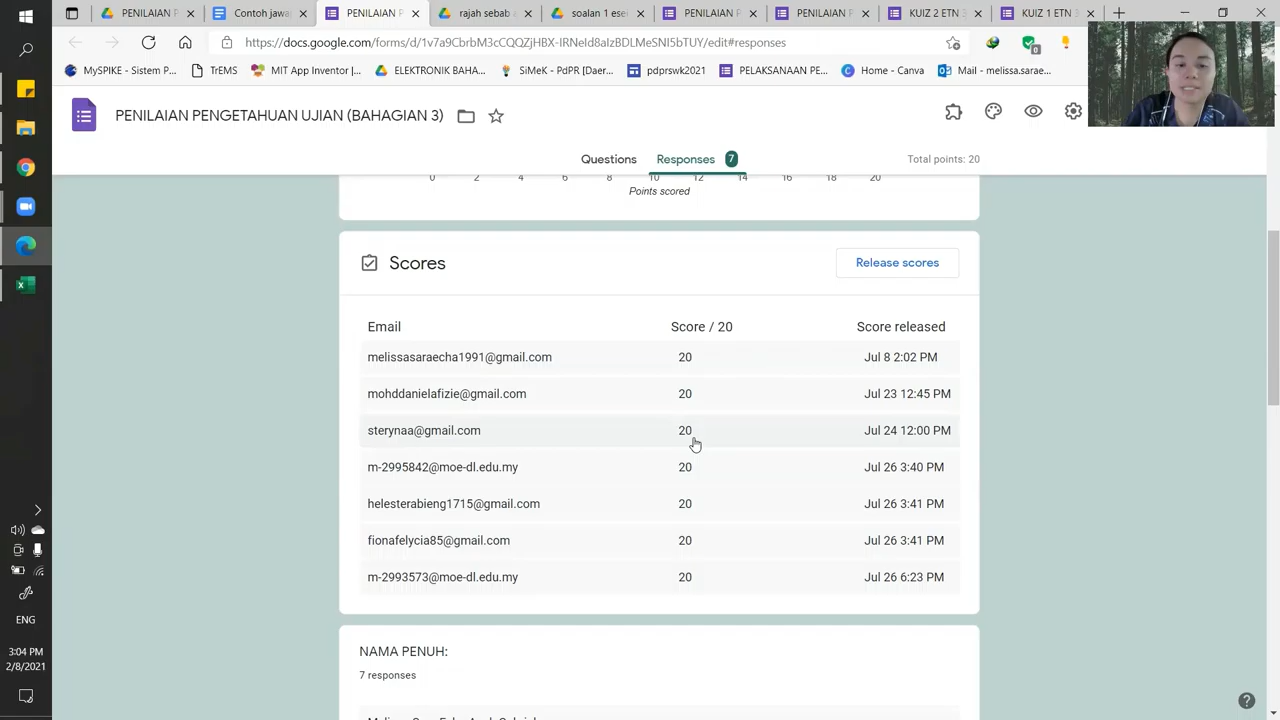 PENILAIAN P
Contoh jawa
PENILAIAN P
rajah sebab
soalan 1 ese
PENILAIAN P
PENILAIAN P
KUIZ 2 ETN
KUIZ 1 ETN
https://docs.google.com/forms/d/1v7a9CbrbM3cCQQZjHBX-IRNeId8alzBDLMeSNI5bTUY/edit#responses
MySPIKE - Sistem P...
TrEMS
MIT App Inventor |...
ELEKTRONIK BAHA...
SiMeK - PdPR [Daer...
pdprswk2021
PELAKSANAAN PE...
Home - Canva
Mail - melissa.sarae...
PENILAIAN PENGETAHUAN UJIAN (BAHAGIAN 3)
Questions
Responses 7
Total points: 20
0 2 4 6 8 10 12 14 16 18 20
Points scored
Scores
Release scores
Email Score / 20 Score released
melissasaraecha1991@gmail.com 20 Jul 8 2:02 PM
mohddanielafizie@gmail.com 20 Jul 23 12:45 PM
sterynaa@gmail.com 20 Jul 24 12:00 PM
m-2995842@moe-dl.edu.my 20 Jul 26 3:40 PM
helesterabieng1715@gmail.com 20 Jul 26 3:41 PM
fionafelycia85@gmail.com 20 Jul 26 3:41 PM
m-2993573@moe-dl.edu.my 20 Jul 26 6:23 PM
NAMA PENUH:
7 responses
ENG
3:04 PM
2/8/2021